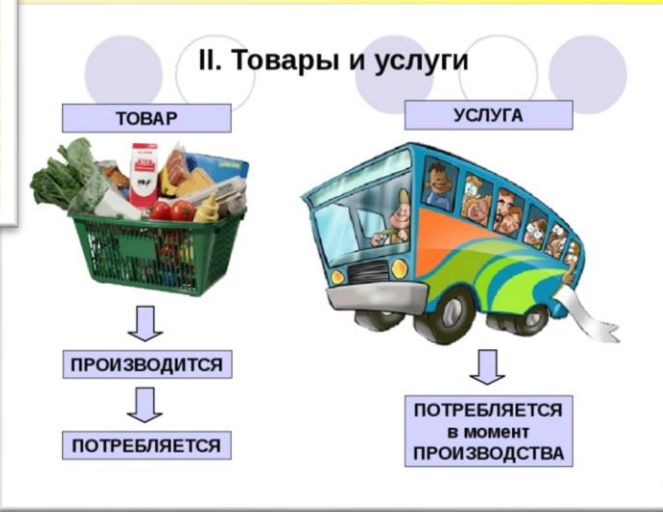 II. Товары и услуги
ТОВАР
ПРОИЗВОДИТСЯ
ПОТРЕБЛЯЕТСЯ
УСЛУГА
ПОТРЕБЛЯЕТСЯ
в момент
ПРОИЗВОДСТВА